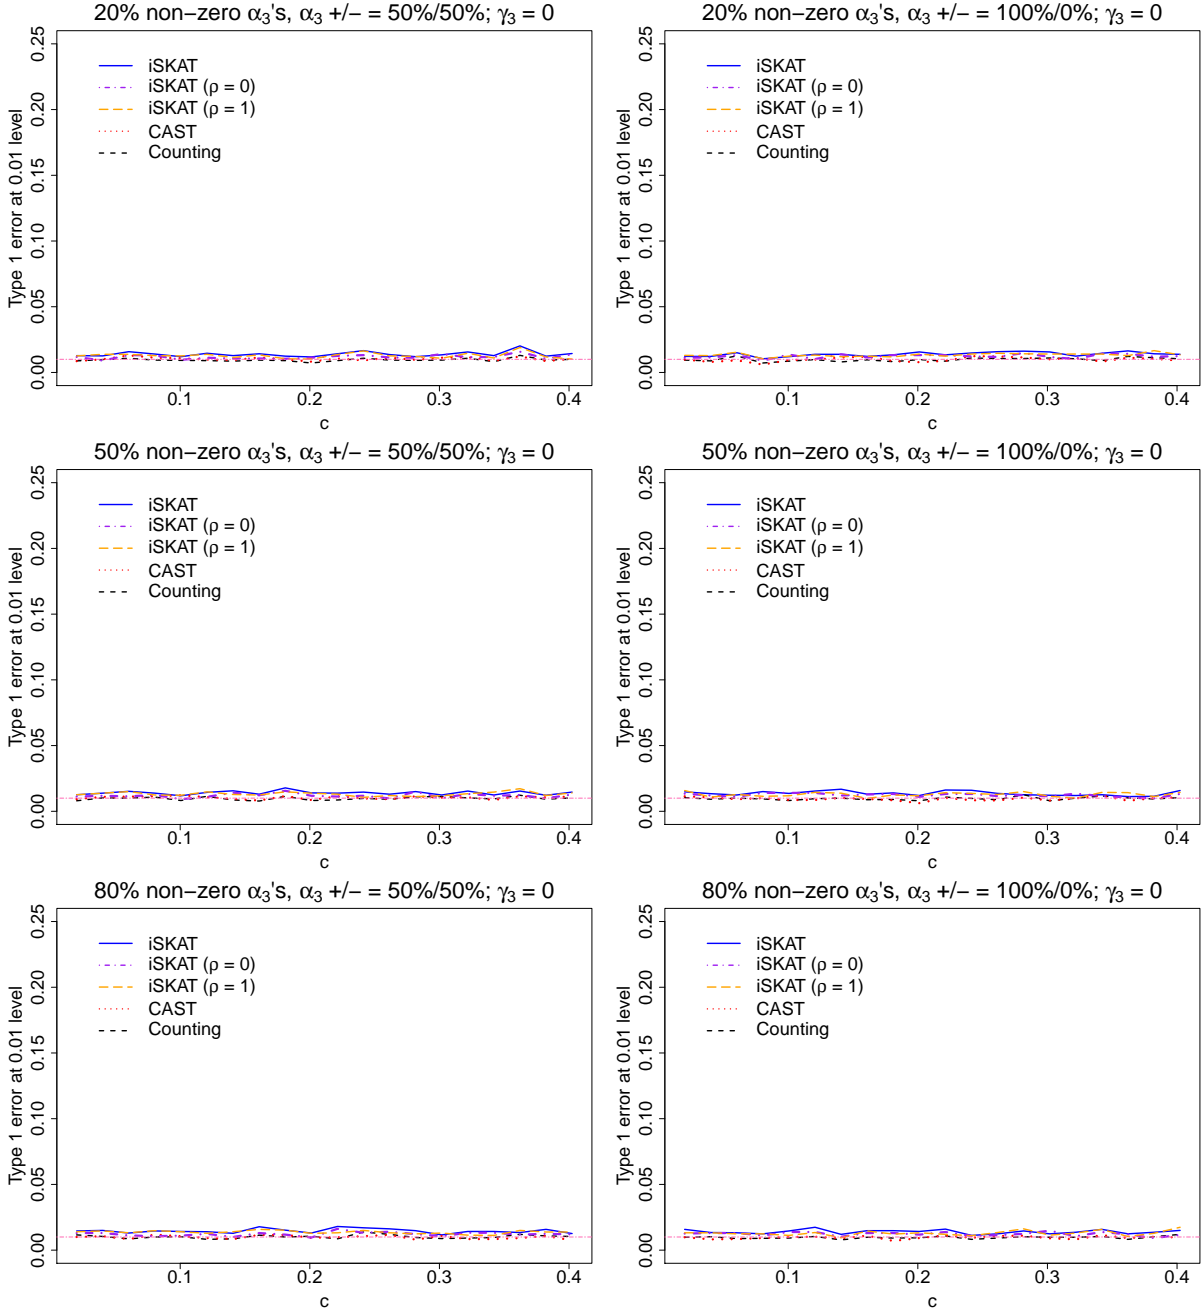 20% non−zero α3's, α3 +/− = 50%/50%; γ3 = 0
Type 1 error at 0.01 level
0.00
0.05
0.10
0.15
0.20
0.25
iSKAT
iSKAT (ρ = 0)
iSKAT (ρ = 1)
CAST
Counting
0.1
0.2
0.3
0.4
c
20% non−zero α3's, α3 +/− = 100%/0%; γ3 = 0
Type 1 error at 0.01 level
0.00
0.05
0.10
0.15
0.20
0.25
iSKAT
iSKAT (ρ = 0)
iSKAT (ρ = 1)
CAST
Counting
0.1
0.2
0.3
0.4
c
50% non−zero α3's, α3 +/− = 50%/50%; γ3 = 0
Type 1 error at 0.01 level
0.00
0.05
0.10
0.15
0.20
0.25
iSKAT
iSKAT (ρ = 0)
iSKAT (ρ = 1)
CAST
Counting
0.1
0.2
0.3
0.4
c
50% non−zero α3's, α3 +/− = 100%/0%; γ3 = 0
Type 1 error at 0.01 level
0.00
0.05
0.10
0.15
0.20
0.25
iSKAT
iSKAT (ρ = 0)
iSKAT (ρ = 1)
CAST
Counting
0.1
0.2
0.3
0.4
c
80% non−zero α3's, α3 +/− = 50%/50%; γ3 = 0
Type 1 error at 0.01 level
0.00
0.05
0.10
0.15
0.20
0.25
iSKAT
iSKAT (ρ = 0)
iSKAT (ρ = 1)
CAST
Counting
0.1
0.2
0.3
0.4
c
80% non−zero α3's, α3 +/− = 100%/0%; γ3 = 0
Type 1 error at 0.01 level
0.00
0.05
0.10
0.15
0.20
0.25
iSKAT
iSKAT (ρ = 0)
iSKAT (ρ = 1)
CAST
Counting
0.1
0.2
0.3
0.4
c